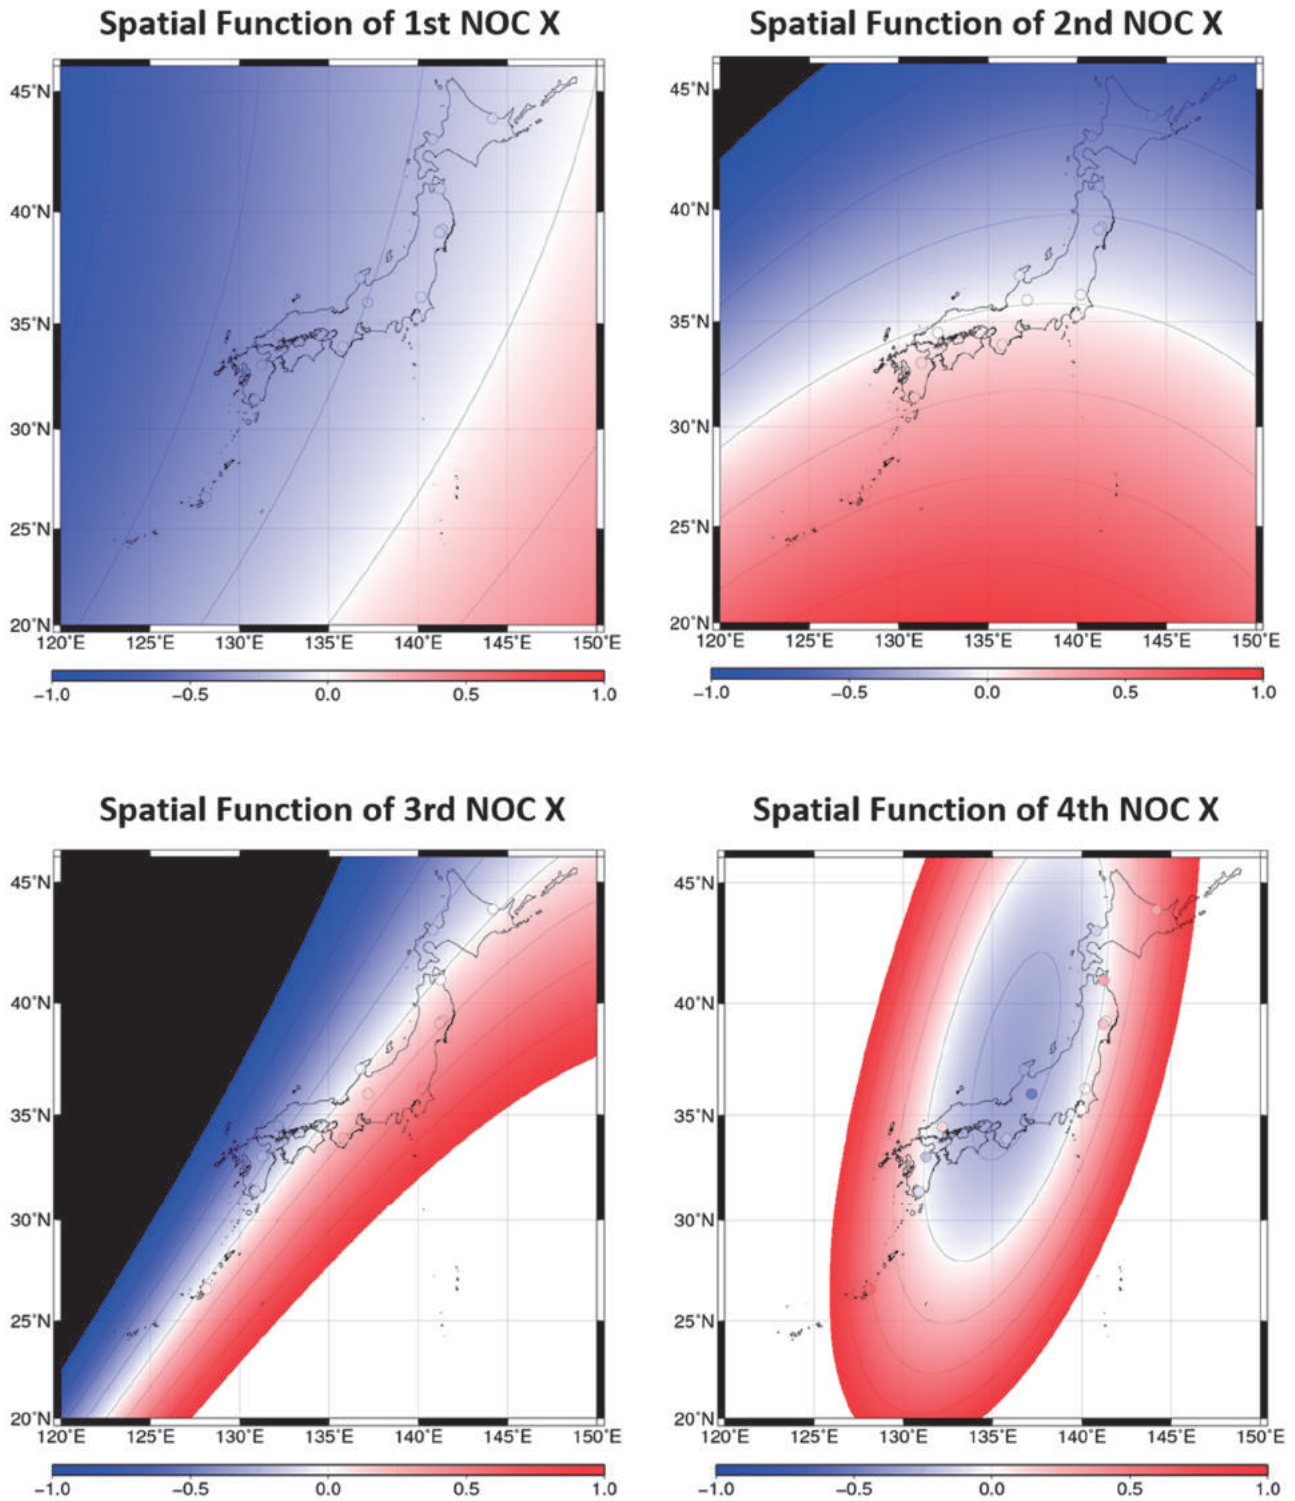 Spatial Function of 1st NOC X
45°N
40°N
35°N
30°N
25°N
20°N
120°E 125°E 130°E 135°E 140°E 145°E 150°E
−1.0 −0.5 0.0 0.5 1.0
Spatial Function of 2nd NOC X
45°N
40°N
35°N
30°N
25°N
20°N
120°E 125°E 130°E 135°E 140°E 145°E 150°E
−1.0 −0.5 0.0 0.5 1.0
Spatial Function of 3rd NOC X
45°N
40°N
35°N
30°N
25°N
20°N
120°E 125°E 130°E 135°E 140°E 145°E 150°E
−1.0 −0.5 0.0 0.5 1.0
Spatial Function of 4th NOC X
45°N
40°N
35°N
30°N
25°N
20°N
120°E 125°E 130°E 135°E 140°E 145°E 150°E
−1.0 −0.5 0.0 0.5 1.0